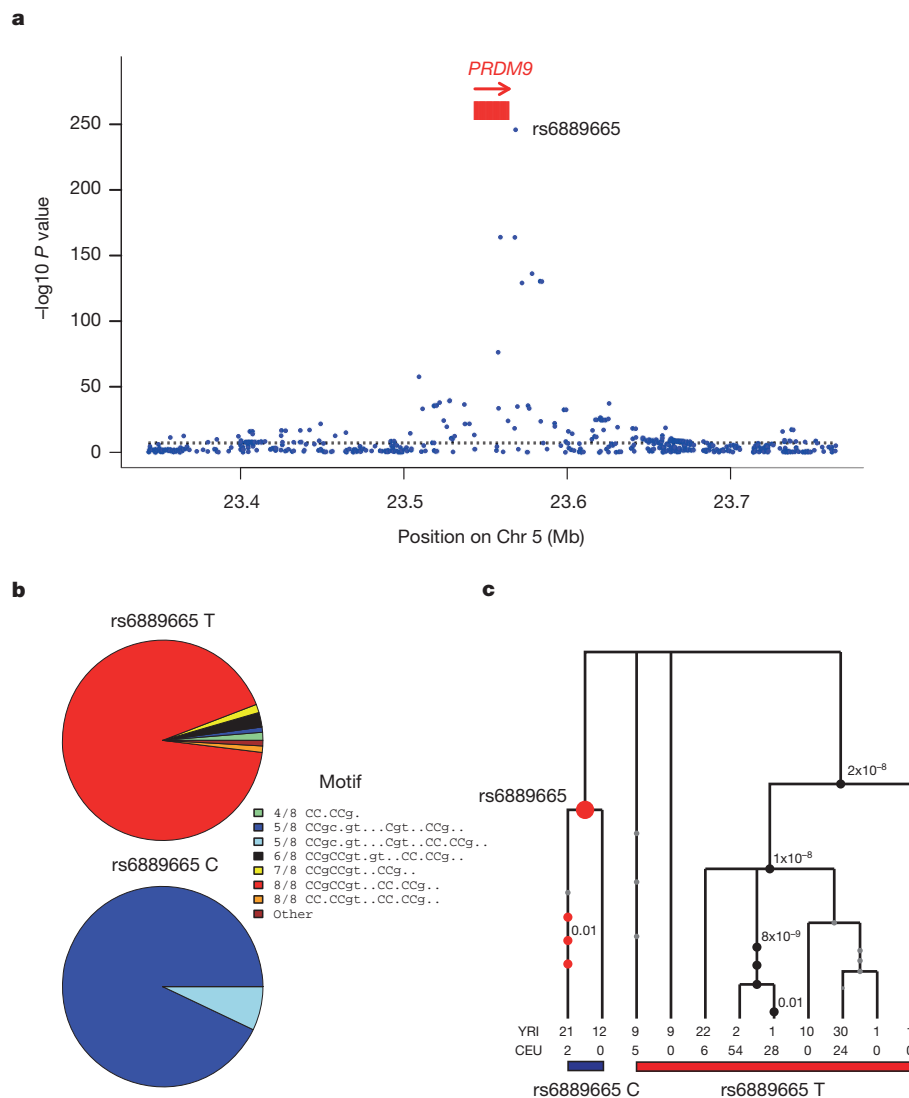 a
PRDM9
rs6889665
250
200
150
100
50
0
–log10 P value
23.4 23.5 23.6 23.7
Position on Chr 5 (Mb)
b
rs6889665 T
Motif
4/8 CC.CCg.
5/8 CCgc.gt...Cgt..CCg..
5/8 CCgc.gt...Cgt..CC.CCg..
6/8 CCgCCgt.gt..CC.CCg..
7/8 CCgCCgt..CCg..
8/8 CCgCCgt..CC.CCg..
8/8 CC.CCgt..CC.CCg..
Other
rs6889665 C
c
2x10–8
rs6889665
1x10–8
0.01
8x10–9
0.01
YRI 21 12 9 9 22 2 1 10 30 1
CEU 2 0 5 0 6 54 28 0 24 0
rs6889665 C rs6889665 T